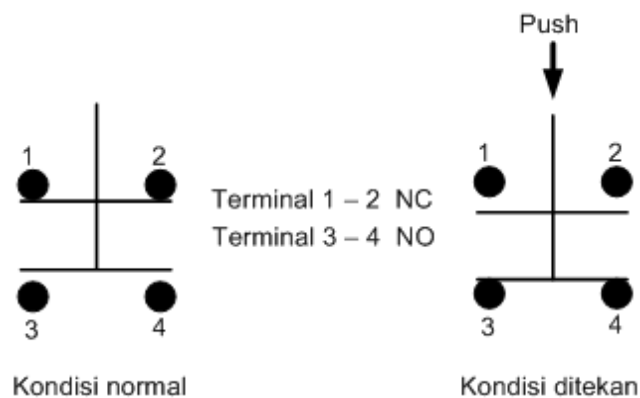 Push
1 2
1 2
Terminal 1 – 2 NC
Terminal 3 – 4 NO
3 4
3 4
Kondisi normal
Kondisi ditekan